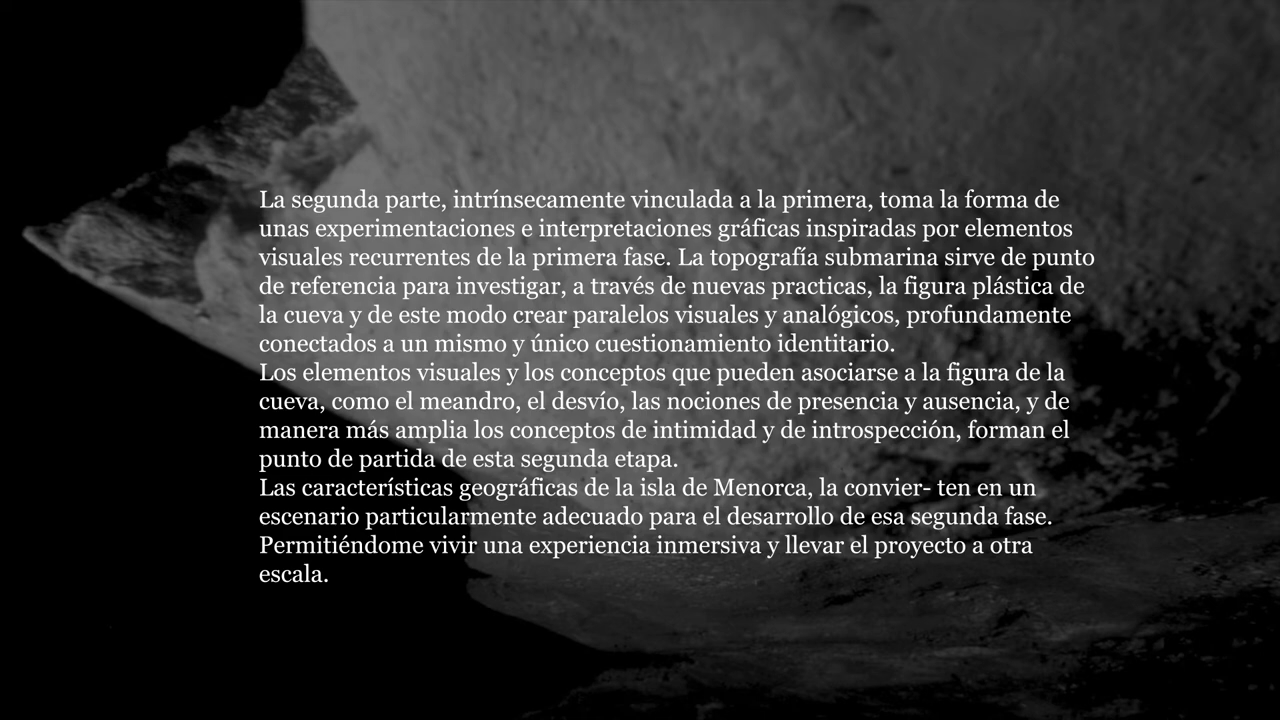 La segunda parte, intrínsecamente vinculada a la primera, toma la forma de
unas experimentaciones e interpretaciones gráficas inspiradas por elementos
visuales recurrentes de la primera fase. La topografía submarina sirve de punto
de referencia para investigar, a través de nuevas practicas, la figura plástica de
la cueva y de este modo crear paralelos visuales y analógicos, profundamente
conectados a un mismo y único cuestionamiento identitario.
Los elementos visuales y los conceptos que pueden asociarse a la figura de la
cueva, como el meandro, el desvío, las nociones de presencia y ausencia, y de
manera más amplia los conceptos de intimidad y de introspección, forman el
punto de partida de esta segunda etapa.
Las características geográficas de la isla de Menorca, la convier- ten en un
escenario particularmente adecuado para el desarrollo de esa segunda fase.
Permitiéndome vivir una experiencia inmersiva y llevar el proyecto a otra
escala.